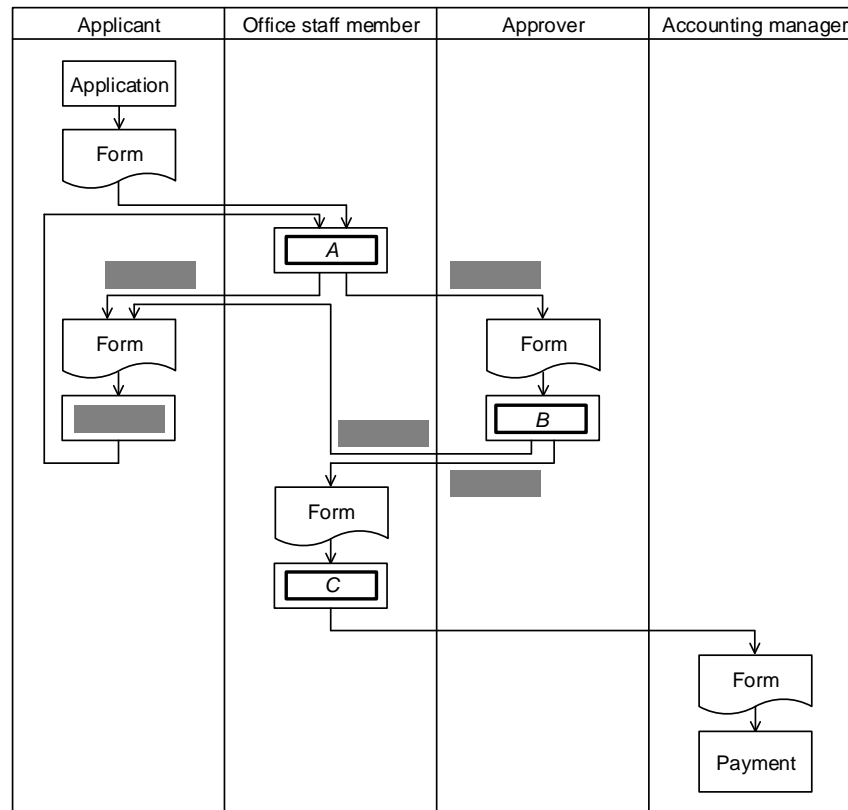 Applicant
Office staff member
Approver
Accounting manager
Application
Form
A
Form
Form
B
Form
C
Form
Payment